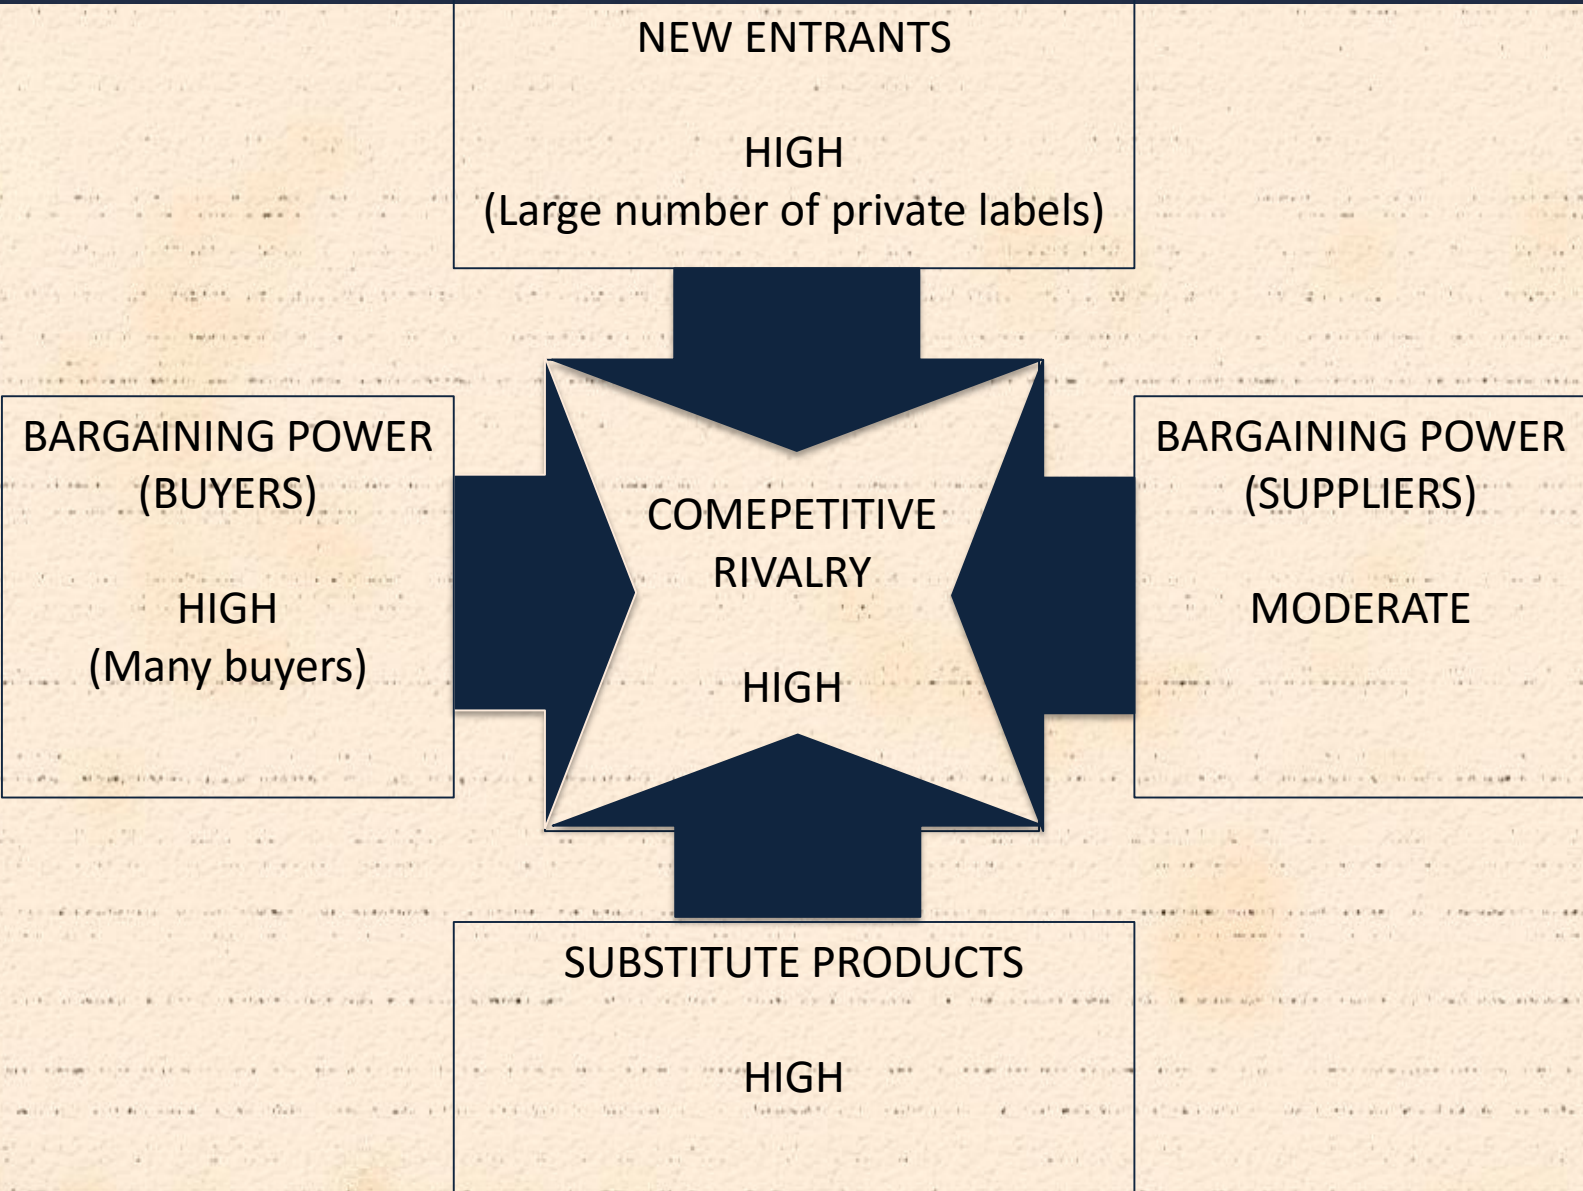 NEW ENTRANTS
HIGH
(Large number of private labels)
BARGAINING POWER
(BUYERS)
HIGH
(Many buyers)
COMEPETITIVE
RIVALRY
HIGH
BARGAINING POWER
(SUPPLIERS)
MODERATE
SUBSTITUTE PRODUCTS
HIGH